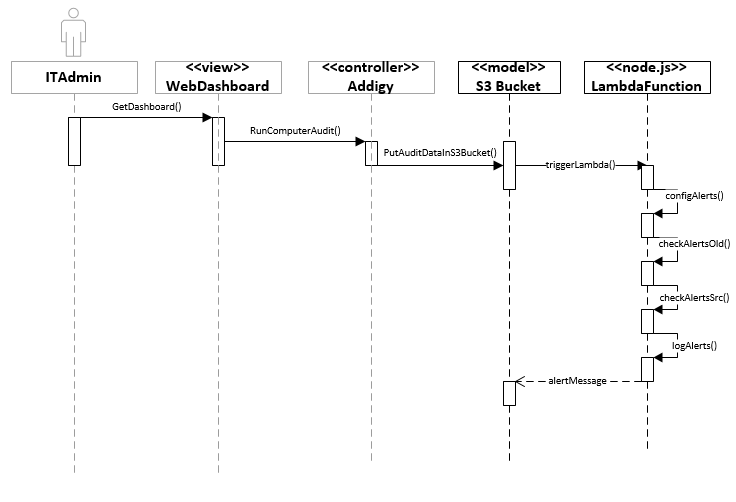 ITAdmin
<<view>>
WebDashboard
<<controller>>
Addigy
<<model>>
S3 Bucket
<<node.js>>
LambdaFunction
GetDashboard()
RunComputerAudit()
PutAuditDataInS3Bucket()
triggerLambda()
configAlerts()
checkAlertsOld()
checkAlertsSrc()
logAlerts()
alertMessage